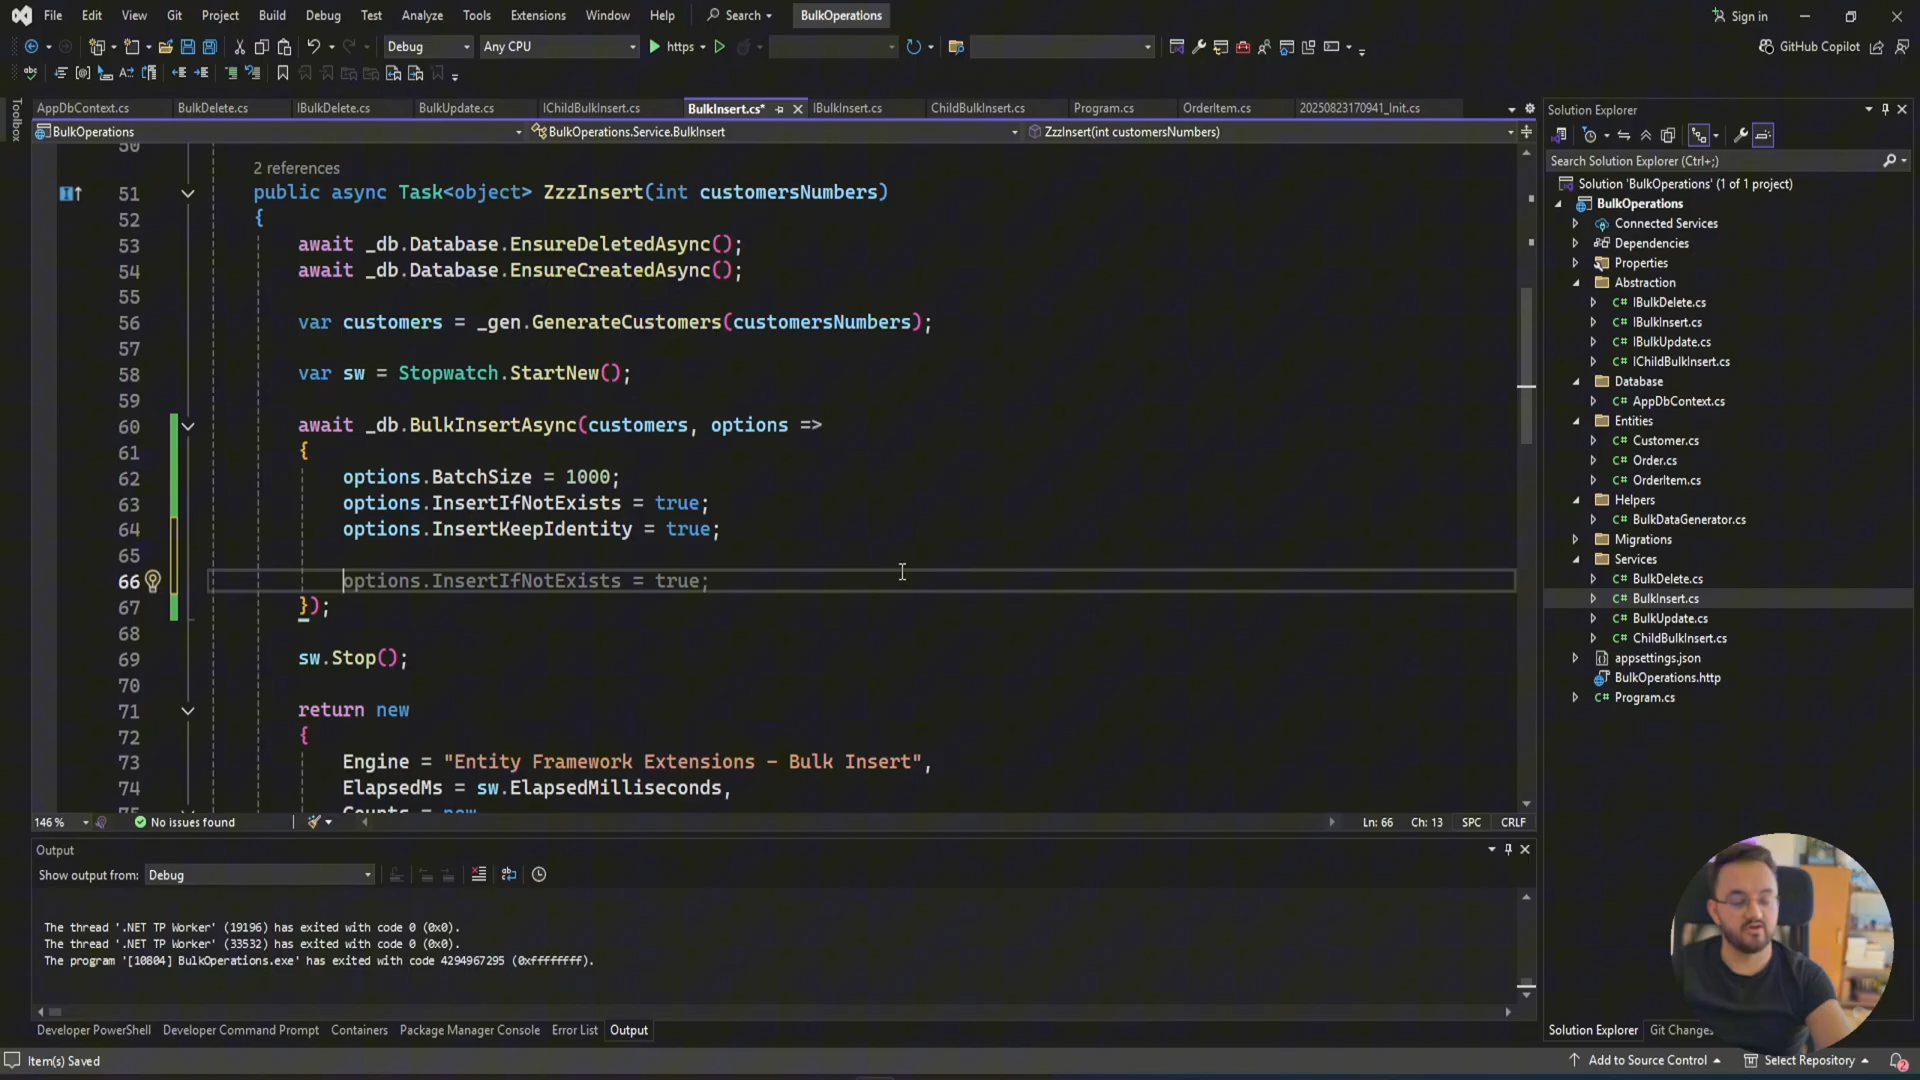 File Edit View Git Project Build Debug Test Analyze Tools Extensions Window Help Search BulkOperations Sign in
Debug Any CPU https GitHub Copilot
AppDbContext.cs BulkDelete.cs IBulkDelete.cs BulkUpdate.cs IChildBulkInsert.cs BulkInsert.cs* IBulkInsert.cs ChildBulkInsert.cs Program.cs OrderItem.cs 20250823170941_Init.cs
BulkOperations BulkOperations.Service.BulkInsert ZzzInsert(int customersNumbers)
Toolbox
50
2 references
51 public async Task<object> ZzzInsert(int customersNumbers)
52 {
53 await _db.Database.EnsureDeletedAsync();
54 await _db.Database.EnsureCreatedAsync();
55
56 var customers = _gen.GenerateCustomers(customersNumbers);
57
58 var sw = Stopwatch.StartNew();
59
60 await _db.BulkInsertAsync(customers, options =>
61 {
62 options.BatchSize = 1000;
63 options.InsertIfNotExists = true;
64 options.InsertKeepIdentity = true;
65
66 options.InsertIfNotExists = true;
67 });
68
69 sw.Stop();
70
71 return new
72 {
73 Engine = "Entity Framework Extensions - Bulk Insert",
74 ElapsedMs = sw.ElapsedMilliseconds,
75 Counts = new
146 % No issues found Ln: 66 Ch: 13 SPC CRLF
Output
Show output from: Debug
The thread '.NET TP Worker' (19196) has exited with code 0 (0x0).
The thread '.NET TP Worker' (33532) has exited with code 0 (0x0).
The program '[10804] BulkOperations.exe' has exited with code 4294967295 (0xffffffff).
Developer PowerShell Developer Command Prompt Containers Package Manager Console Error List Output
Solution Explorer
Search Solution Explorer (Ctrl+;)
Solution 'BulkOperations' (1 of 1 project)
BulkOperations
Connected Services
Dependencies
Properties
Abstraction
C# IBulkDelete.cs
C# IBulkInsert.cs
C# IBulkUpdate.cs
C# IChildBulkInsert.cs
Database
C# AppDbContext.cs
Entities
C# Customer.cs
C# Order.cs
C# OrderItem.cs
Helpers
C# BulkDataGenerator.cs
Migrations
Services
C# BulkDelete.cs
C# BulkInsert.cs
C# BulkUpdate.cs
C# ChildBulkInsert.cs
appsettings.json
BulkOperations.http
C# Program.cs
Solution Explorer Git Changes
Item(s) Saved Add to Source Control Select Repository 2